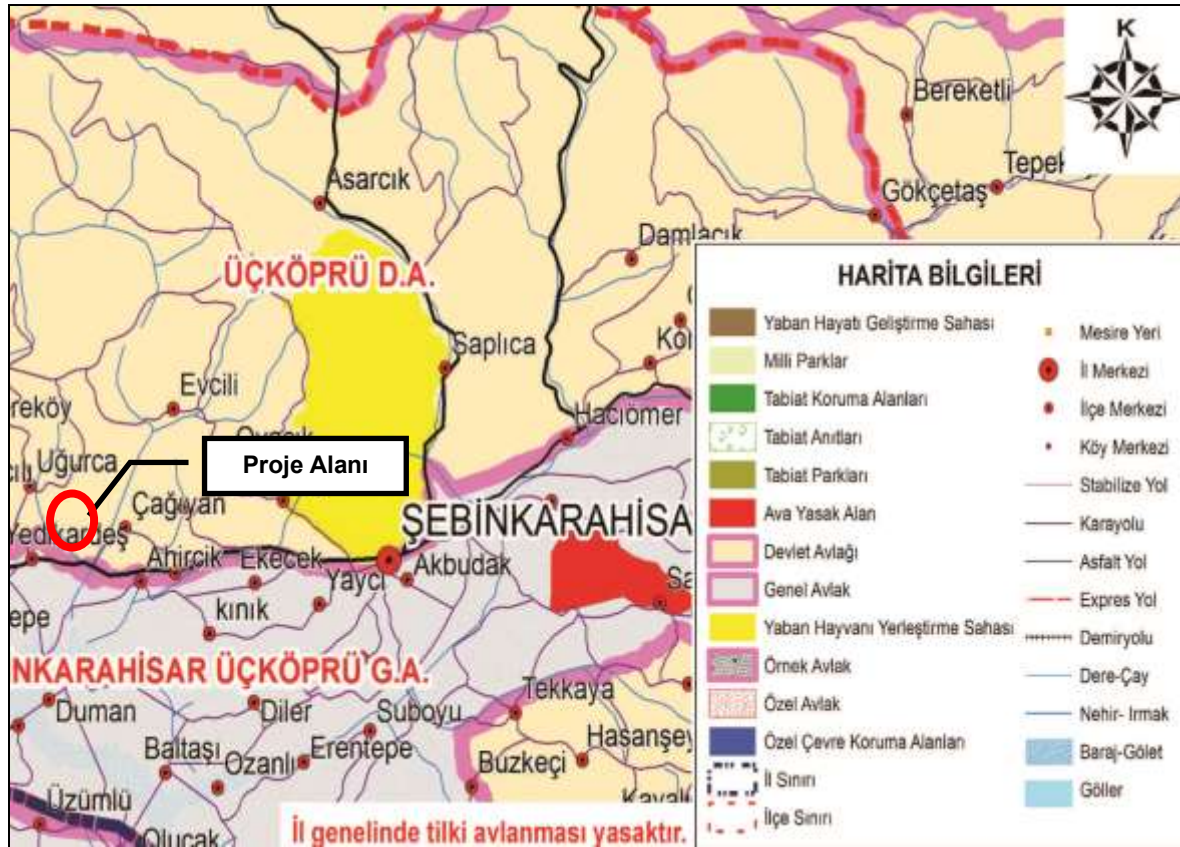 K
Bereketli
Asarcık
Gökçetaş
Damlacık
ÜÇKÖPRÜ D.A.
Saplıca
Evcili
Hacıömer
Uğurca
Proje Alanı
Çağlyan
ŞEBİNKARAHİSA
Yedikardeş
Ahırcik
Ekecek
Yaycı
Akbudak
kınık
NKARAHİSAR ÜÇKÖPRÜ G.A.
Tekkaya
Duman
Diler
Suboyu
Baltaşı
Ozanlı
Erentepe
Buzkeçi
Hasanşey
Üzümlü
Olucak
İl genelinde tilki avlanması yasaktır.
HARİTA BİLGİLERİ
Yaban Hayatı Geliştirme Sahası
Milli Parklar
Tabiat Koruma Alanları
Tabiat Anıtları
Tabiat Parkları
Ava Yasak Alan
Devlet Avlağı
Genel Avlak
Yaban Hayvanı Yerleştirme Sahası
Örnek Avlak
Özel Avlak
Özel Çevre Koruma Alanları
İl Sınırı
İlçe Sınırı
Mesire Yeri
İl Merkezi
İlçe Merkezi
Köy Merkezi
Stabilize Yol
Karayolu
Asfalt Yol
Expres Yol
Demiryolu
Dere-Çay
Nehir- Irmak
Baraj-Gölet
Göller